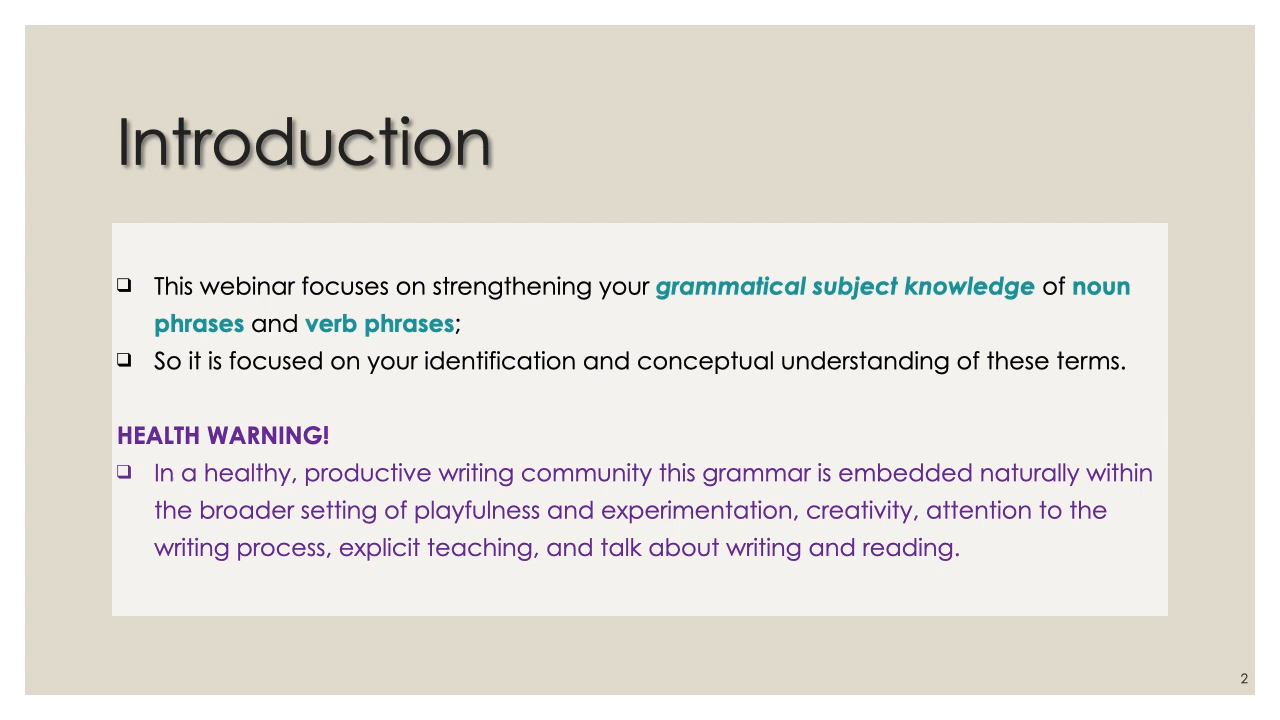 Introduction
❑ This webinar focuses on strengthening your grammatical subject knowledge of noun
phrases and verb phrases;
❑ So it is focused on your identification and conceptual understanding of these terms.
HEALTH WARNING!
❑ In a healthy, productive writing community this grammar is embedded naturally within
the broader setting of playfulness and experimentation, creativity, attention to the
writing process, explicit teaching, and talk about writing and reading.
2